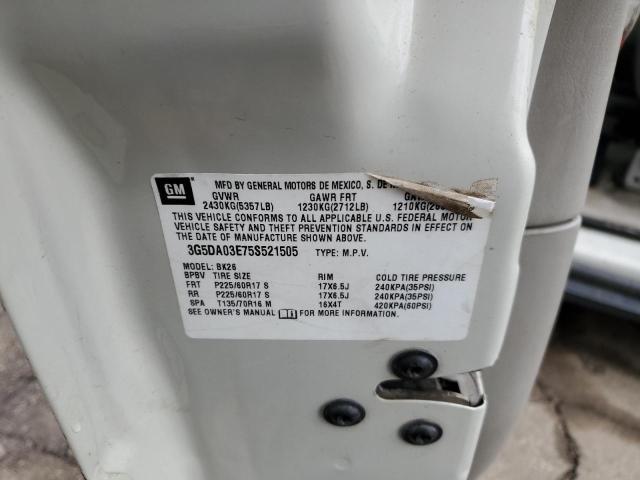 GM
MFD BY GENERAL MOTORS DE MEXICO, S. DE
GVWR GAWR FRT
2430KG(5357LB) 1230KG(2712LB) 1210KG
THIS VEHICLE CONFORMS TO ALL APPLICABLE U.S. FEDERAL MOTOR
VEHICLE SAFETY AND THEFT PREVENTION STANDARDS IN EFFECT ON
THE DATE OF MANUFACTURE SHOWN ABOVE.
3G5DA03E75S521505 TYPE: M.P.V.
MODEL: BK26
BPBV TIRE SIZE RIM COLD TIRE PRESSURE
FRT P225/60R17 S 17X6.5J 240KPA(35PSI)
RR P225/60R17 S 17X6.5J 240KPA(35PSI)
SPA T135/70R16 M 16X4T 420KPA(60PSI)
SEE OWNER'S MANUAL FOR MORE INFORMATION.